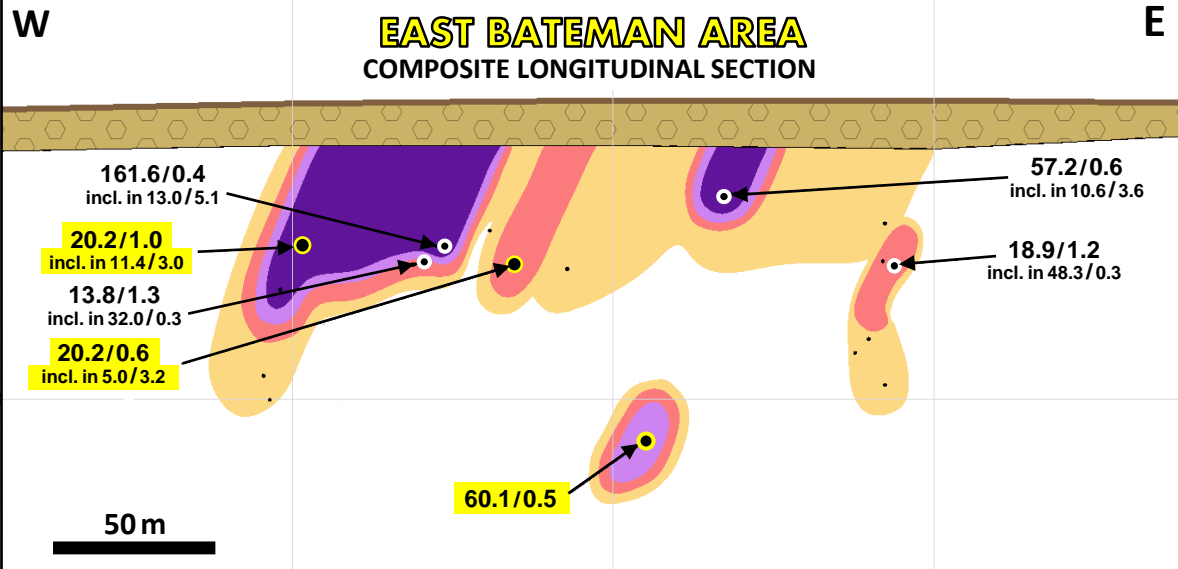 W
EAST BATEMAN AREA
E
COMPOSITE LONGITUDINAL SECTION
161.6/0.4
incl. in 13.0/5.1
20.2/1.0
incl. in 11.4/3.0
13.8/1.3
incl. in 32.0/0.3
20.2/0.6
incl. in 5.0/3.2
57.2/0.6
incl. in 10.6/3.6
18.9/1.2
incl. in 48.3/0.3
60.1/0.5
50 m